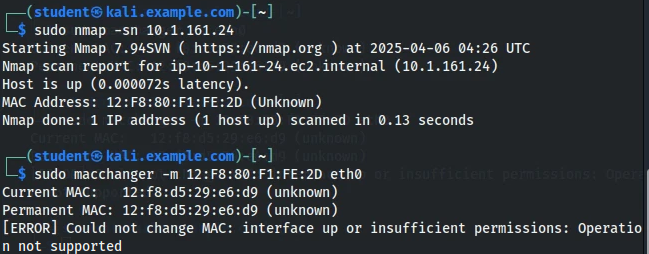 ┌──(student㉿kali.example.com)-[~]
└─$ sudo nmap -sn 10.1.161.24
Starting Nmap 7.94SVN ( https://nmap.org ) at 2025-04-06 04:26 UTC
Nmap scan report for ip-10-1-161-24.ec2.internal (10.1.161.24)
Host is up (0.000072s latency).
MAC Address: 12:F8:80:F1:FE:2D (Unknown)
Nmap done: 1 IP address (1 host up) scanned in 0.13 seconds
┌──(student㉿kali.example.com)-[~]
└─$ sudo macchanger -m 12:F8:80:F1:FE:2D eth0
Current MAC:   12:f8:d5:29:e6:d9 (unknown)
Permanent MAC: 12:f8:d5:29:e6:d9 (unknown)
[ERROR] Could not change MAC: interface up or insufficient permissions: Operatio
n not supported